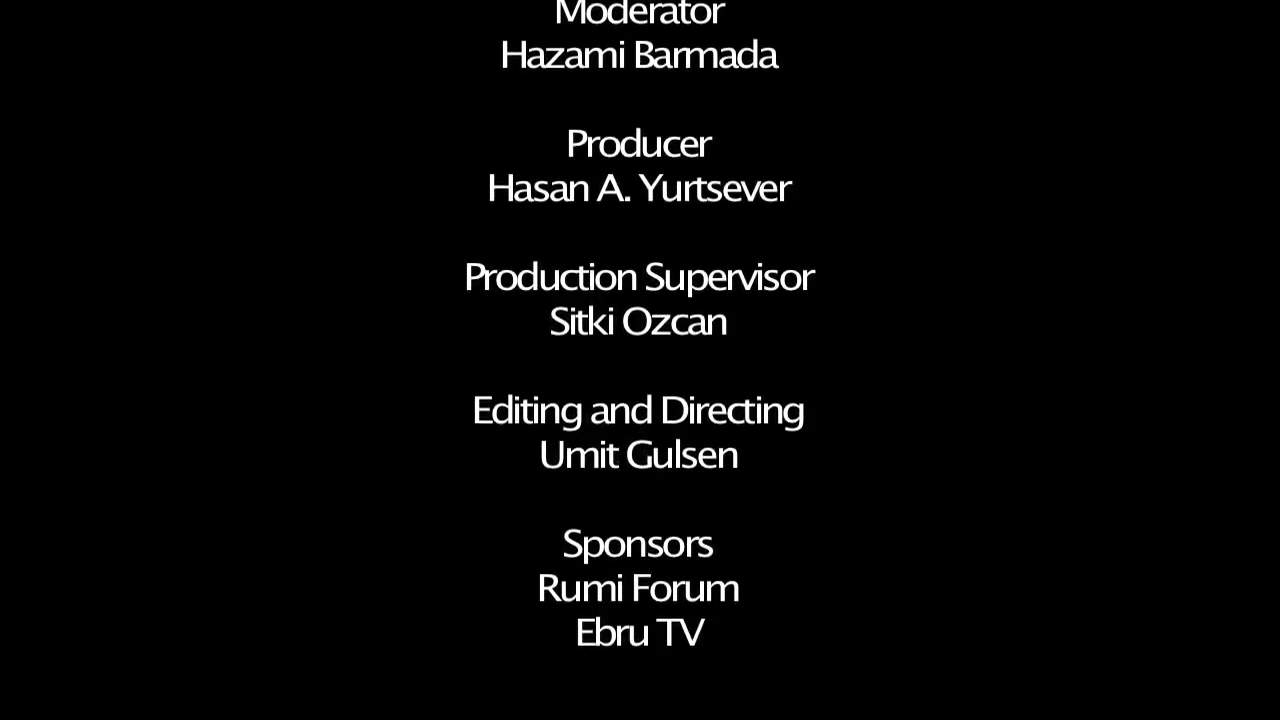 Moderator
Hazami Barmada
Producer
Hasan A. Yurtsever
Production Supervisor
Sitki Ozcan
Editing and Directing
Umit Gulsen
Sponsors
Rumi Forum
Ebru TV